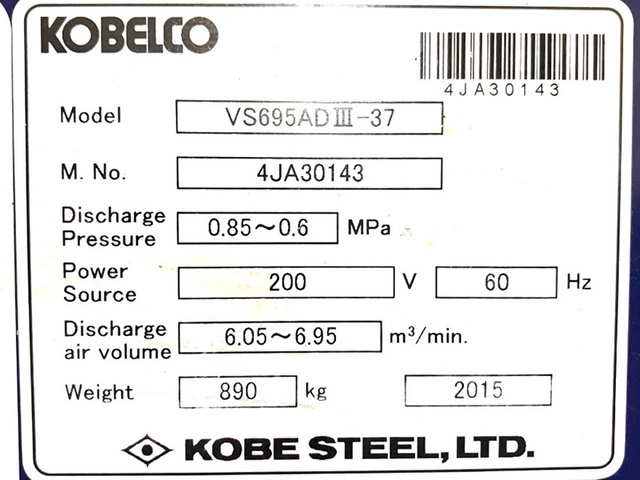 KOBELCO
4JA30143
Model VS695ADⅢ-37
M. No. 4JA30143
Discharge Pressure 0.85～0.6 MPa
Power Source 200 V 60 Hz
Discharge air volume 6.05～6.95 m³/min.
Weight 890 kg 2015
KOBE STEEL, LTD.